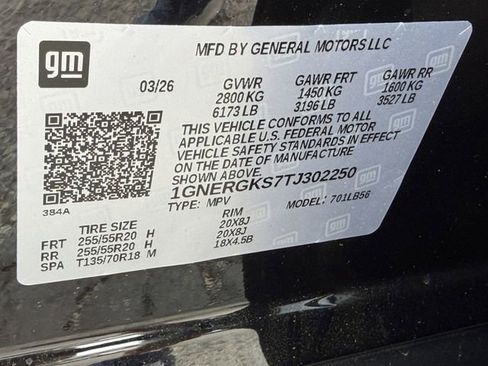 gm
MFD BY GENERAL MOTORS LLC
03/26 GVWR GAWR FRT GAWR RR
2800 KG 1450 KG 1600 KG
6173 LB 3196 LB 3527 LB
THIS VEHICLE CONFORMS TO ALL
APPLICABLE U.S. FEDERAL MOTOR
VEHICLE SAFETY STANDARDS IN EFFECT
ON THE DATE OF MANUFACTURE
SHOWN ABOVE.
1GNERGKS7TJ302250
TYPE: MPV MODEL: 701LB56
384A
TIRE SIZE RIM
FRT 255/55R20 H 20X8J
RR 255/55R20 H 20X8J
SPA T135/70R18 M 18X4.5B